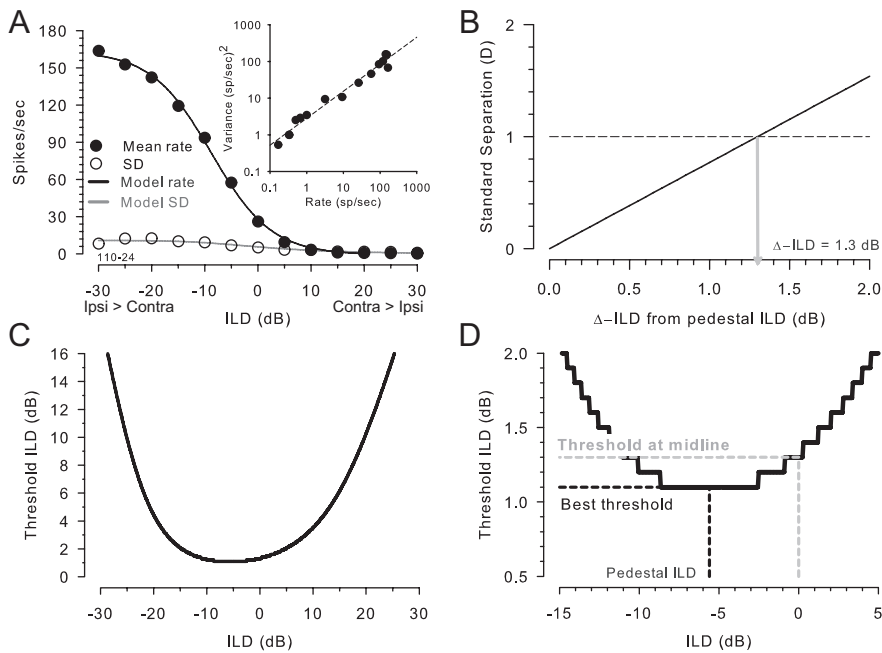 A
180
150
120
90
60
30
0
Spikes/sec
Mean rate
SD
Model rate
Model SD
110-24
-30 -20 -10 0 10 20 30
Ipsi > Contra
ILD (dB)
Contra > Ipsi
1000
100
10
1
0.1
Variance (sp/sec)2
0.1 1 10 100 1000
Rate (sp/sec)
B
2
1
0
Standard Separation (D)
Δ–ILD = 1.3 dB
0.0 0.4 0.8 1.2 1.6 2.0
Δ–ILD from pedestal ILD (dB)
C
16
14
12
10
8
6
4
2
0
Threshold ILD (dB)
-30 -20 -10 0 10 20 30
ILD (dB)
D
2.0
1.5
1.0
0.5
Threshold ILD (dB)
Threshold at midline
Best threshold
Pedestal ILD
-15 -10 -5 0 5
ILD (dB)